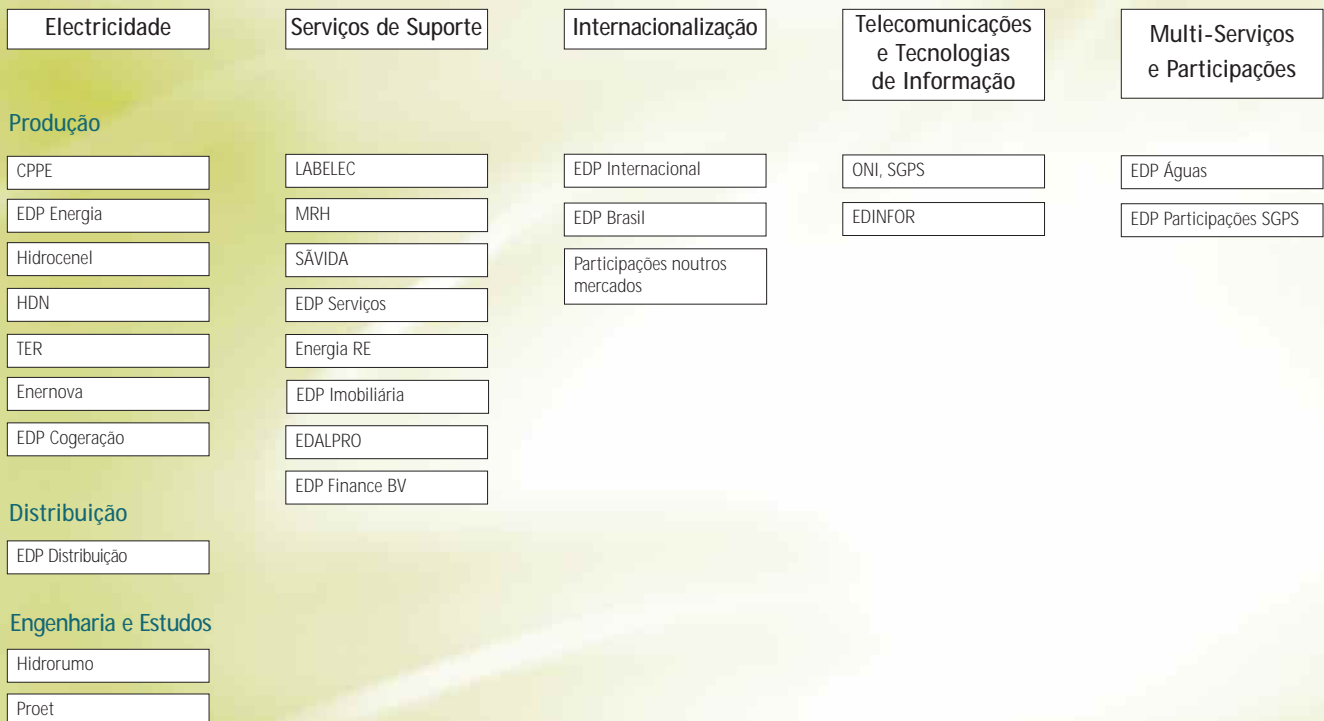 Electricidade
Serviços de Suporte
Internacionalização
Telecomunicações
e Tecnologias
de Informação
Multi-Serviços
e Participações
Produção
CPPE
EDP Energia
Hidrocenel
HDN
TER
Enernova
EDP Cogeração
Distribuição
EDP Distribuição
Engenharia e Estudos
Hidrorumo
Proet
LABELEC
MRH
SÃVIDA
EDP Serviços
Energia RE
EDP Imobiliária
EDALPRO
EDP Finance BV
EDP Internacional
EDP Brasil
Participações noutros
mercados
ONI, SGPS
EDINFOR
EDP Águas
EDP Participações SGPS